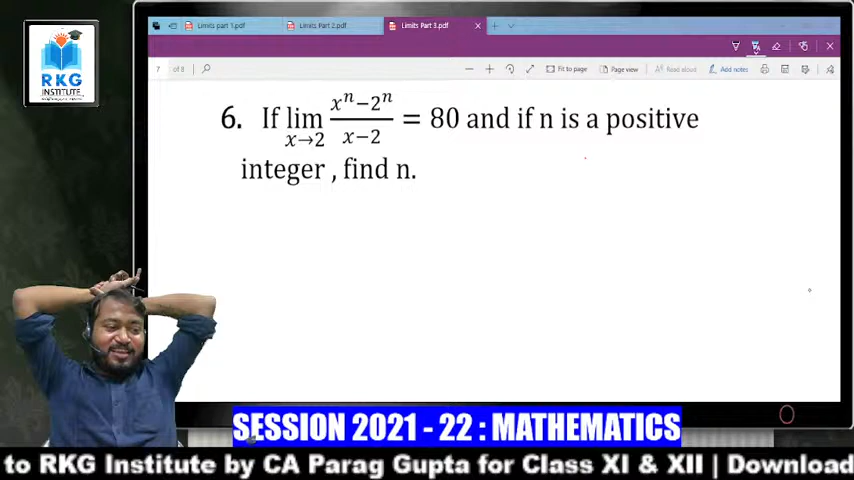 Limits part 1.pdf
Limits Part 2.pdf
Limits Part 3.pdf
7 of 8
Fit to page
Page view
Read aloud
Add notes
RKG
INSTITUTE
6. If lim x→2 (xⁿ−2ⁿ)/(x−2) = 80 and if n is a positive
integer , find n.
SESSION 2021 - 22 : MATHEMATICS
to RKG Institute by CA Parag Gupta for Class XI & XII | Download